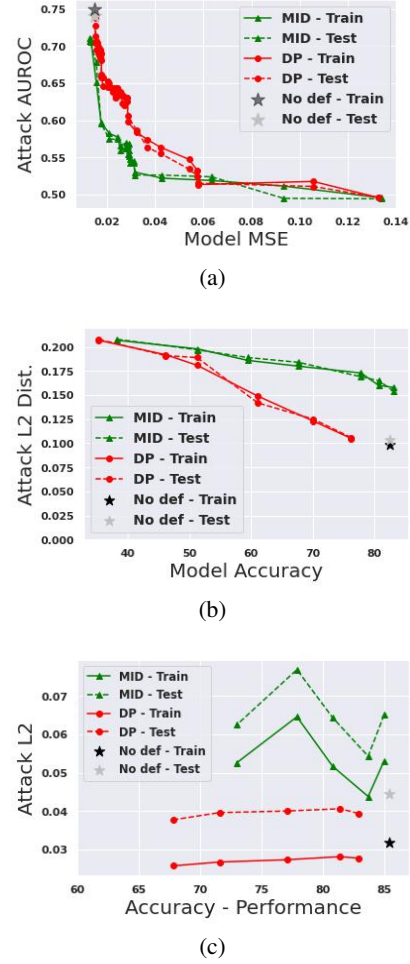 0.75
0.70
0.65
0.60
0.55
0.50
Attack AUROC
MID - Train
MID - Test
DP - Train
DP - Test
No def - Train
No def - Test
0.02 0.04 0.06 0.08 0.10 0.12 0.14
Model MSE
(a)
0.200
0.175
0.150
0.125
0.100
0.075
0.050
0.025
0.000
Attack L2 Dist.
MID - Train
MID - Test
DP - Train
DP - Test
No def - Train
No def - Test
40 50 60 70 80
Model Accuracy
(b)
0.07
0.06
0.05
0.04
0.03
Attack L2
MID - Train
MID - Test
DP - Train
DP - Test
No def - Train
No def - Test
60 65 70 75 80 85
Accuracy - Performance
(c)